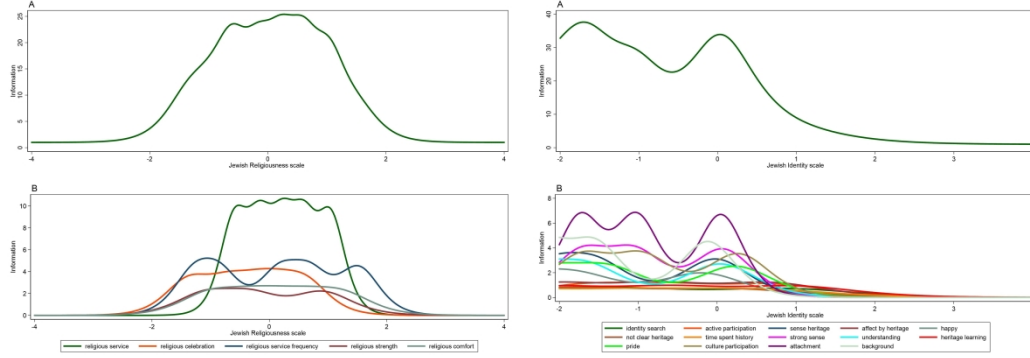 A
Information
25
20
15
10
5
0
-4 -2 0 2 4
Jewish Religiousness scale
A
Information
40
30
20
10
0
-2 -1 0 1 2 3
Jewish Identity scale
B
Information
10
8
6
4
2
0
-4 -2 0 2 4
Jewish Religiousness scale
religious service religious celebration religious service frequency religious strength religious comfort
B
Information
8
6
4
2
0
-2 -1 0 1 2 3
Jewish Identity scale
identity search active participation sense heritage affect by heritage happy
not clear heritage time spent history strong sense understanding heritage learning
pride culture participation attachment background